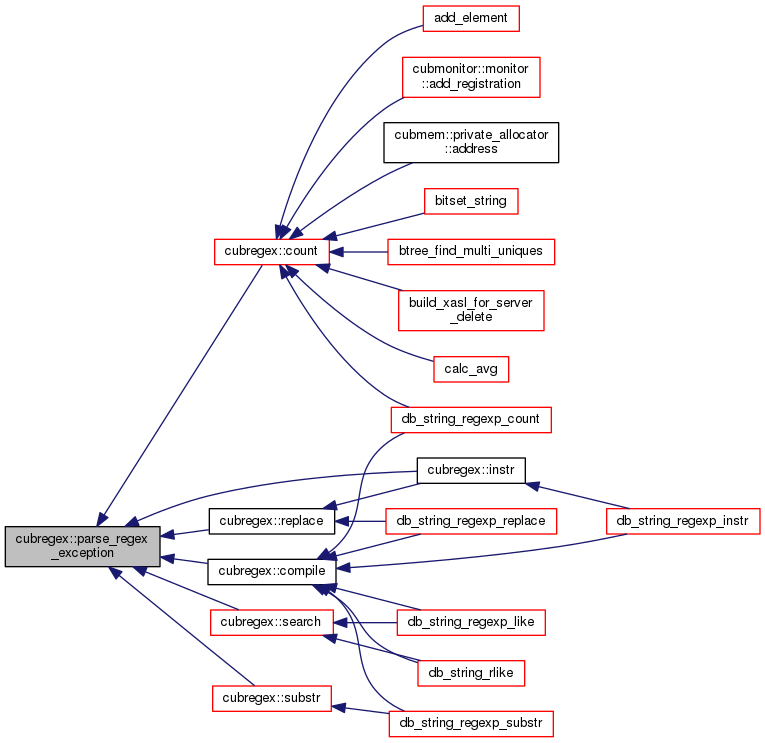 add_element
cubmonitor::monitor
::add_registration
cubmem::private_allocator
::address
bitset_string
cubregex::count
btree_find_multi_uniques
build_xasl_for_server
_delete
calc_avg
db_string_regexp_count
cubregex::instr
cubregex::replace
db_string_regexp_replace
db_string_regexp_instr
cubregex::parse_regex
_exception
cubregex::compile
cubregex::search
db_string_regexp_like
db_string_rlike
cubregex::substr
db_string_regexp_substr